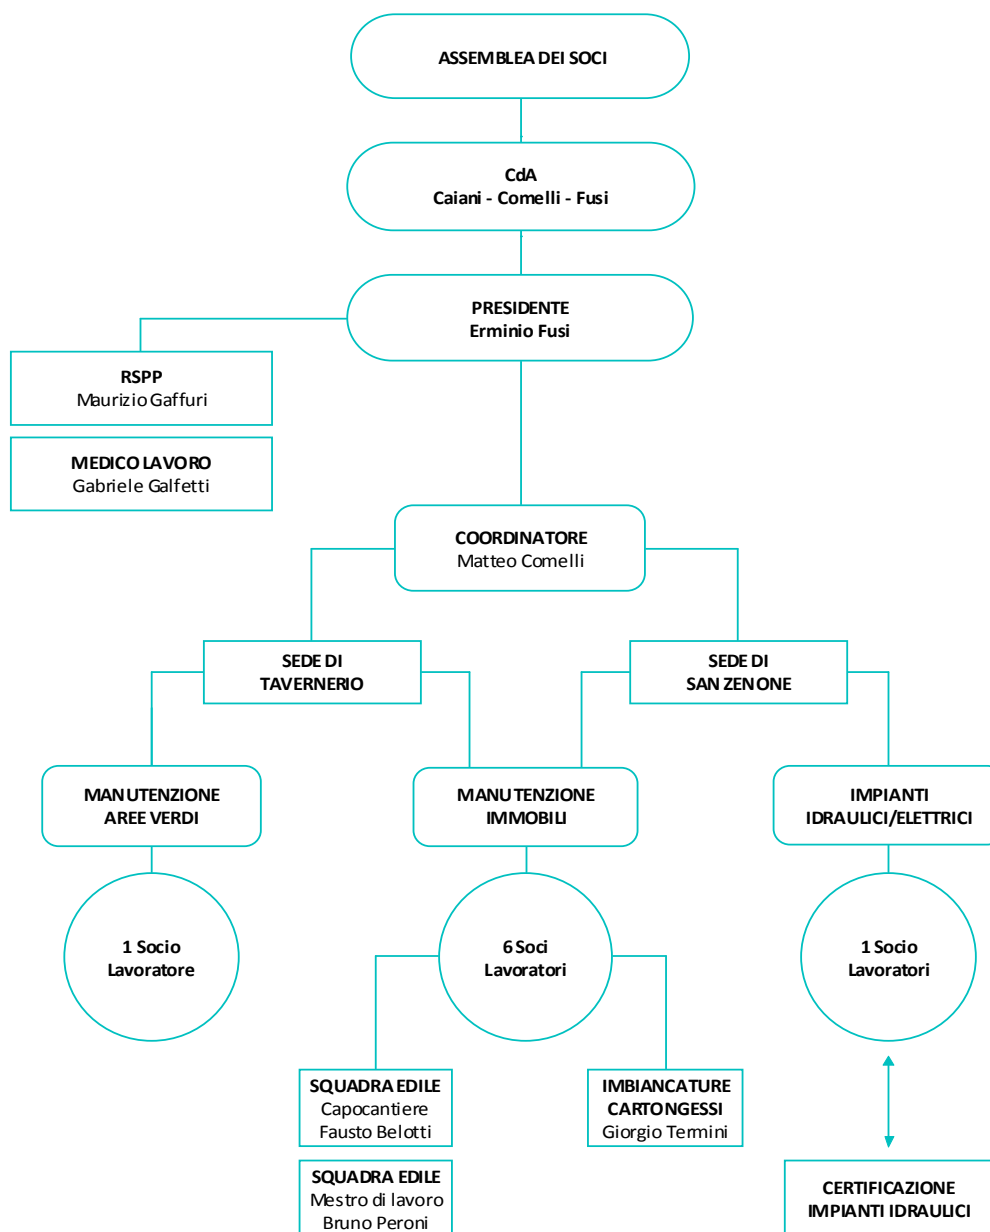 ASSEMBLEA DEI SOCI
CdA
Caiani - Comelli - Fusi
PRESIDENTE
Erminio Fusi
RSPP
Maurizio Gaffuri
MEDICO LAVORO
Gabriele Galfetti
COORDINATORE
Matteo Comelli
SEDE DI
TAVERNERIO
SEDE DI
SAN ZENONE
MANUTENZIONE
AREE VERDI
MANUTENZIONE
IMMOBILI
IMPIANTI
IDRAULICI/ELETTRICI
1 Socio
Lavoratore
6 Soci
Lavoratori
1 Socio
Lavoratori
SQUADRA EDILE
Capocantiere
Fausto Belotti
IMBIANCATURE
CARTONGESSI
Giorgio Termini
SQUADRA EDILE
Mestro di lavoro
Bruno Peroni
CERTIFICAZIONE
IMPIANTI IDRAULICI